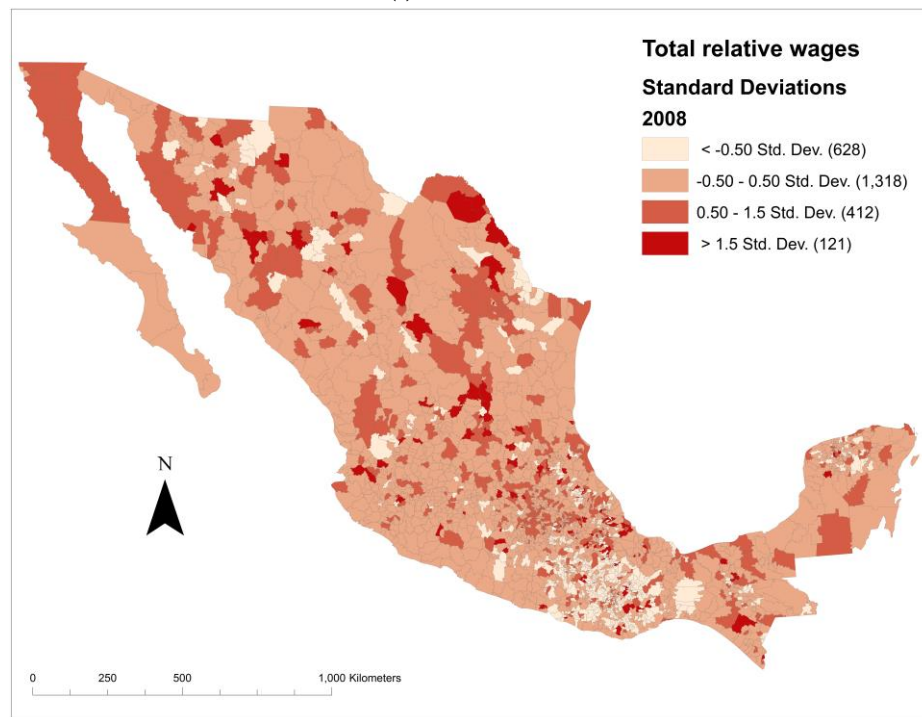 Total relative wages
Standard Deviations
2008
< -0.50 Std. Dev. (628)
-0.50 - 0.50 Std. Dev. (1,318)
0.50 - 1.5 Std. Dev. (412)
> 1.5 Std. Dev. (121)
N
0 250 500 1,000 Kilometers